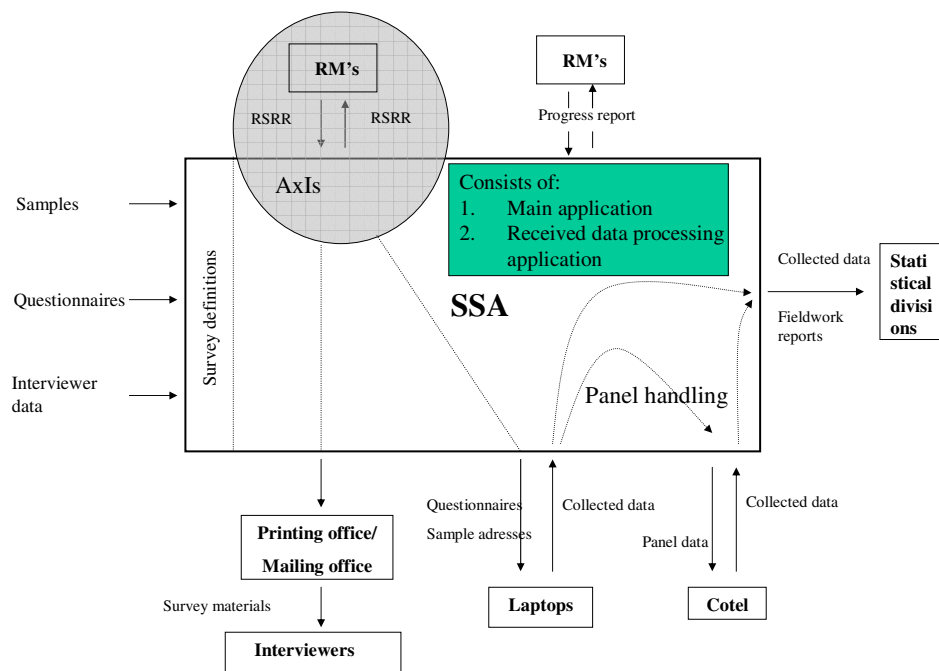 RM's
RM's
RSRR
RSRR
Progress report
AxIs
Consists of:
1. Main application
2. Received data processing
application
Samples
Questionnaires
Interviewer
data
Survey definitions
SSA
Collected data
Fieldwork
reports
Stati
stical
divisi
ons
Panel handling
Questionnaires
Sample adresses
Collected data
Panel data
Collected data
Printing office/
Mailing office
Survey materials
Interviewers
Laptops
Cotel